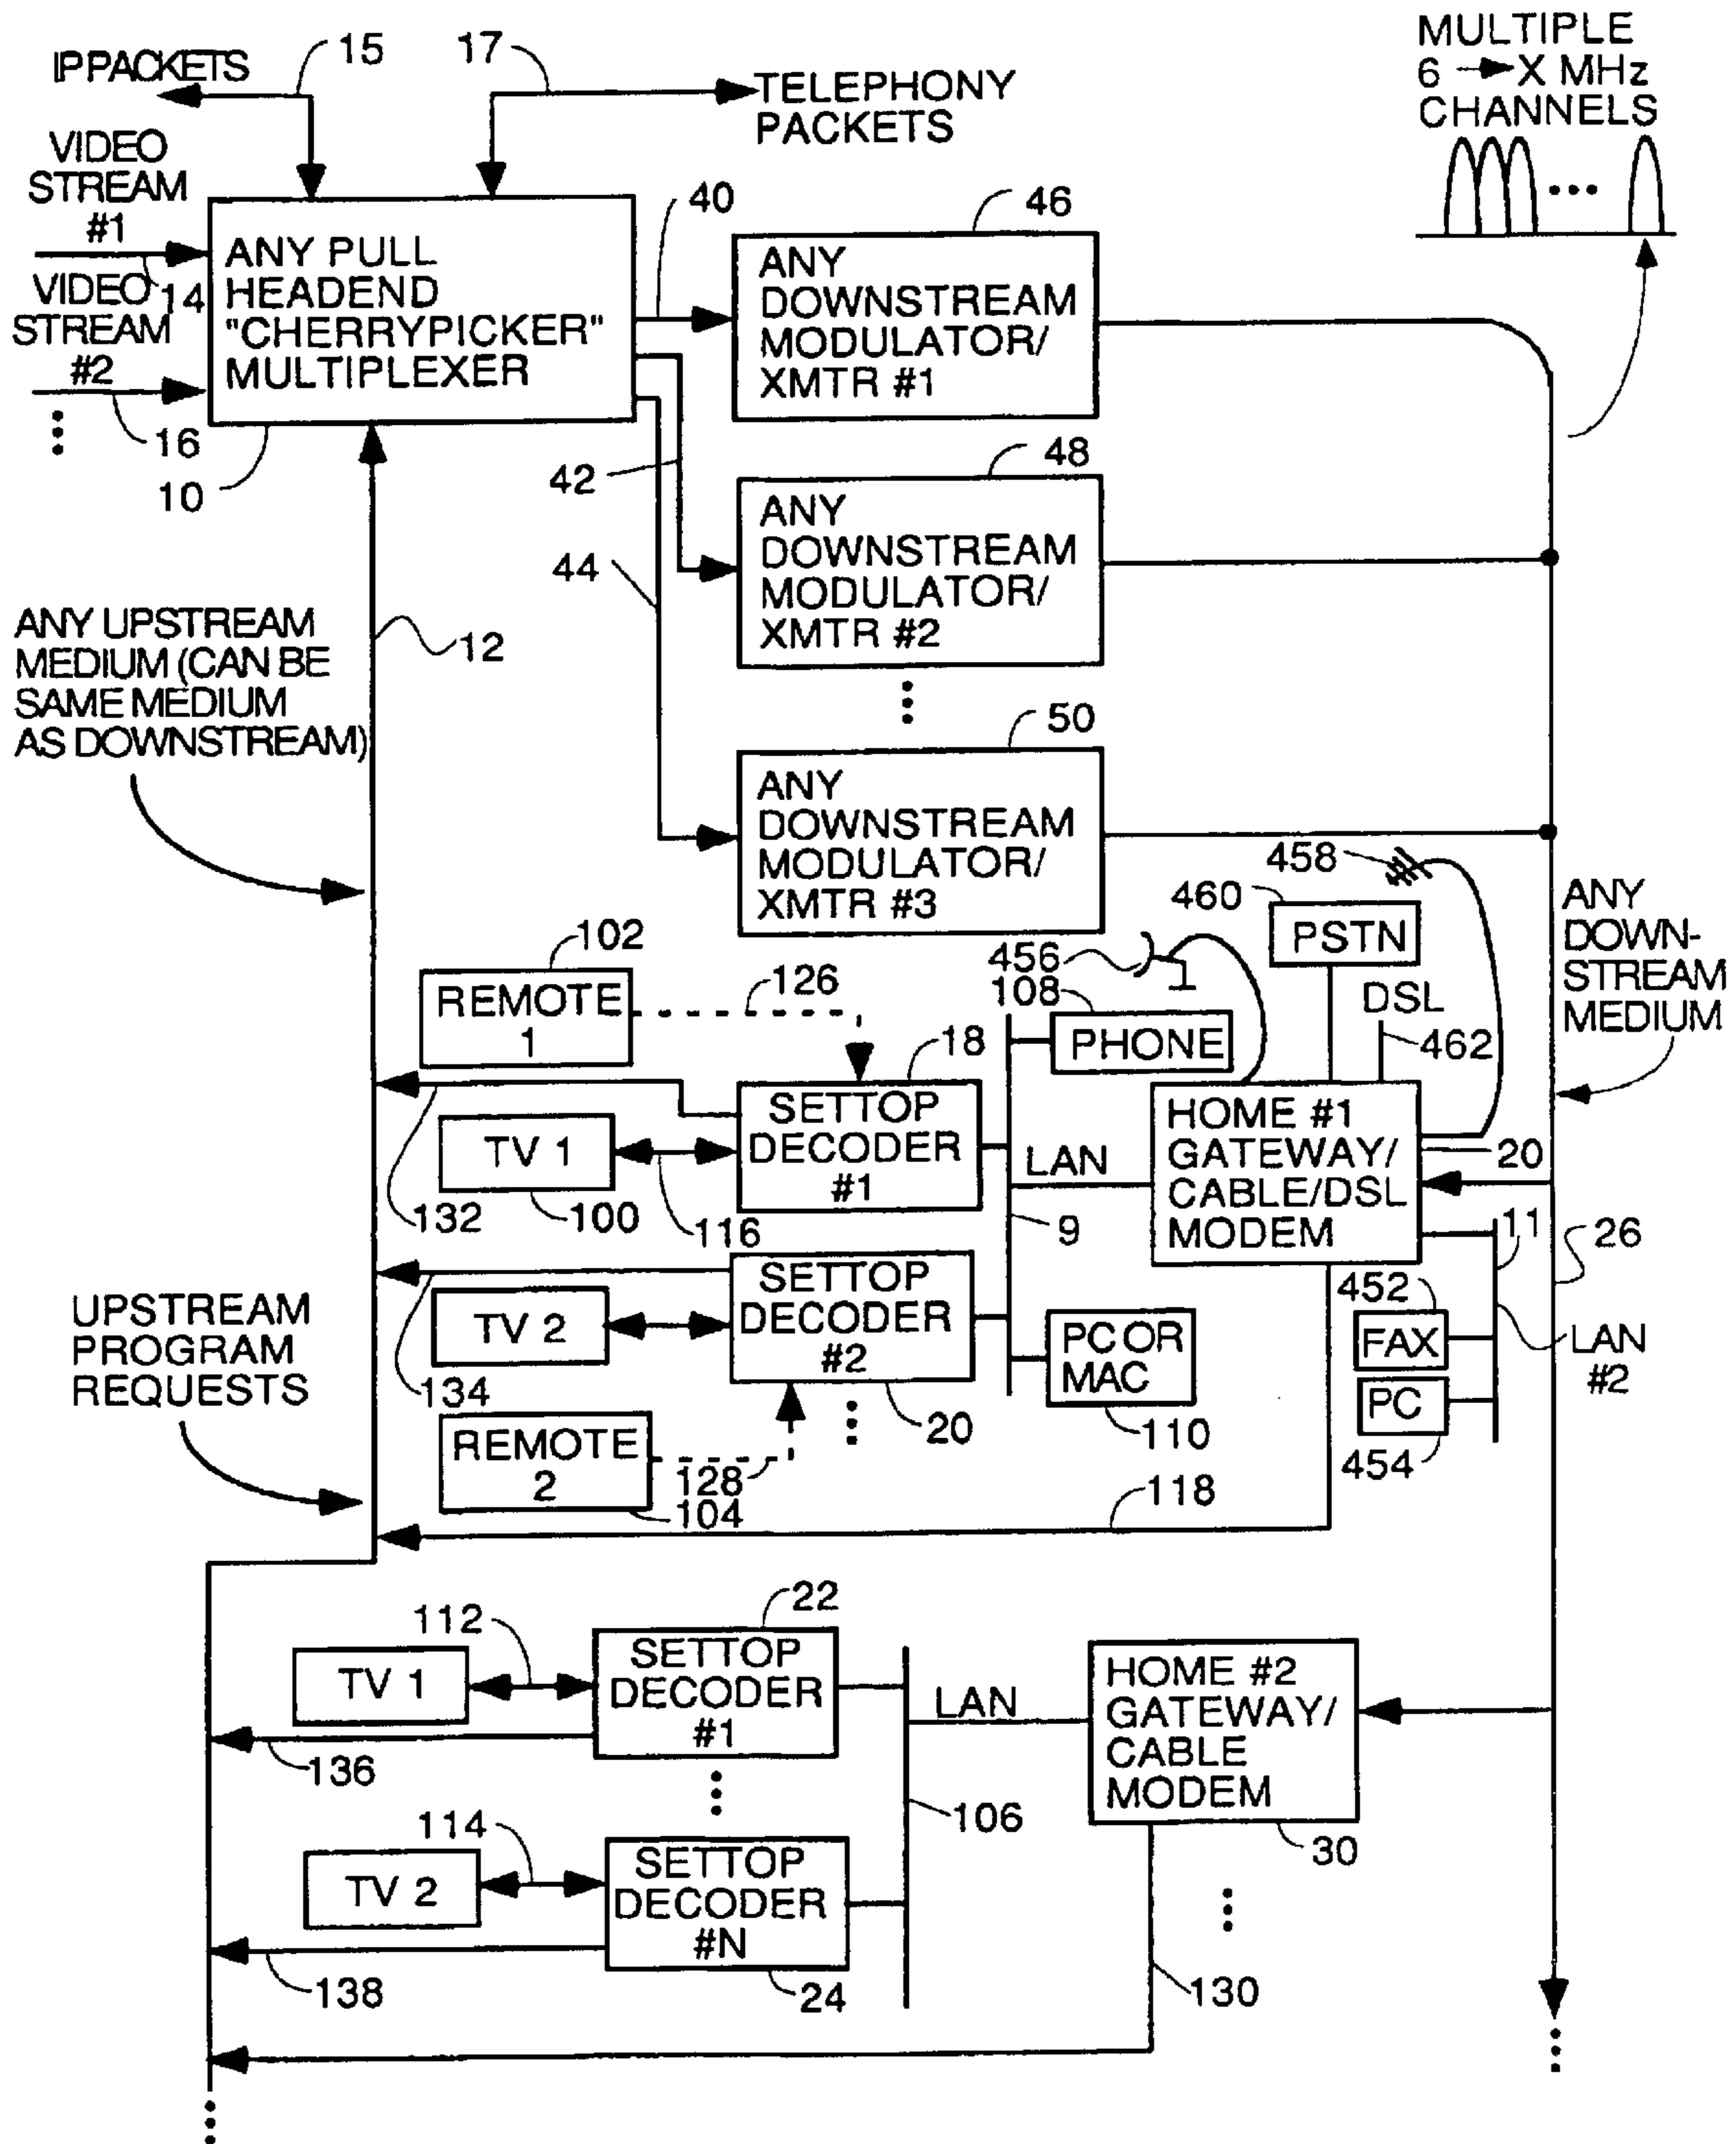 MULTIPLE
6 → X MHz
CHANNELS
IP PACKETS
15
17
TELEPHONY
PACKETS
VIDEO
STREAM
#1
14
VIDEO
STREAM
#2
16
ANY PULL
HEADEND
"CHERRYPICKER"
MULTIPLEXER
10
40
42
44
46
ANY
DOWNSTREAM
MODULATOR/
XMTR #1
48
ANY
DOWNSTREAM
MODULATOR/
XMTR #2
50
ANY
DOWNSTREAM
MODULATOR/
XMTR #3
ANY UPSTREAM
MEDIUM (CAN BE
SAME MEDIUM
AS DOWNSTREAM)
12
458
460
PSTN
456
DSL
462
ANY
DOWN-
STREAM
MEDIUM
102
REMOTE
1
126
108
PHONE
18
SETTOP
DECODER
#1
TV 1
132
100
116
LAN
9
HOME #1
GATEWAY/
CABLE/DSL
MODEM
20
11
26
UPSTREAM
PROGRAM
REQUESTS
TV 2
134
SETTOP
DECODER
#2
20
PC OR
MAC
110
452
FAX
LAN
#2
PC
454
REMOTE
2
128
104
118
22
112
TV 1
SETTOP
DECODER
#1
136
LAN
HOME #2
GATEWAY/
CABLE
MODEM
30
106
114
TV 2
SETTOP
DECODER
#N
138
24
130